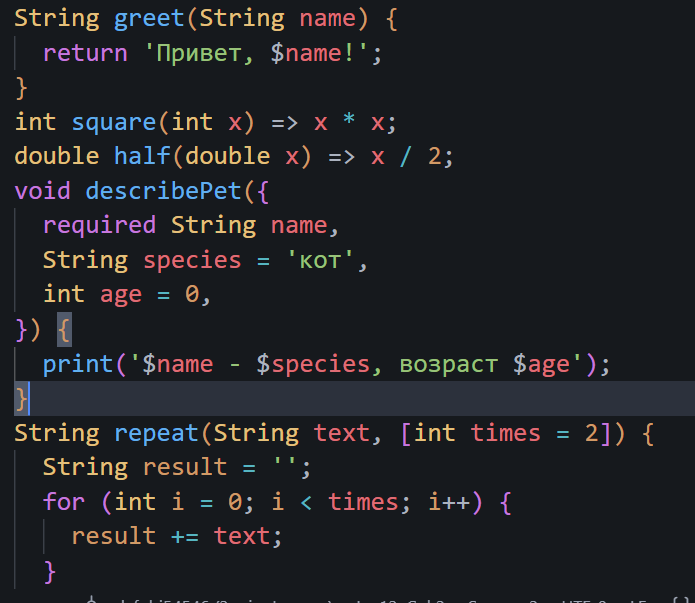 String greet(String name) {
  return 'Привет, $name!';
}
int square(int x) => x * x;
double half(double x) => x / 2;
void describePet({
  required String name,
  String species = 'кот',
  int age = 0,
}) {
  print('$name - $species, возраст $age');
}
String repeat(String text, [int times = 2]) {
  String result = '';
  for (int i = 0; i < times; i++) {
    result += text;
  }